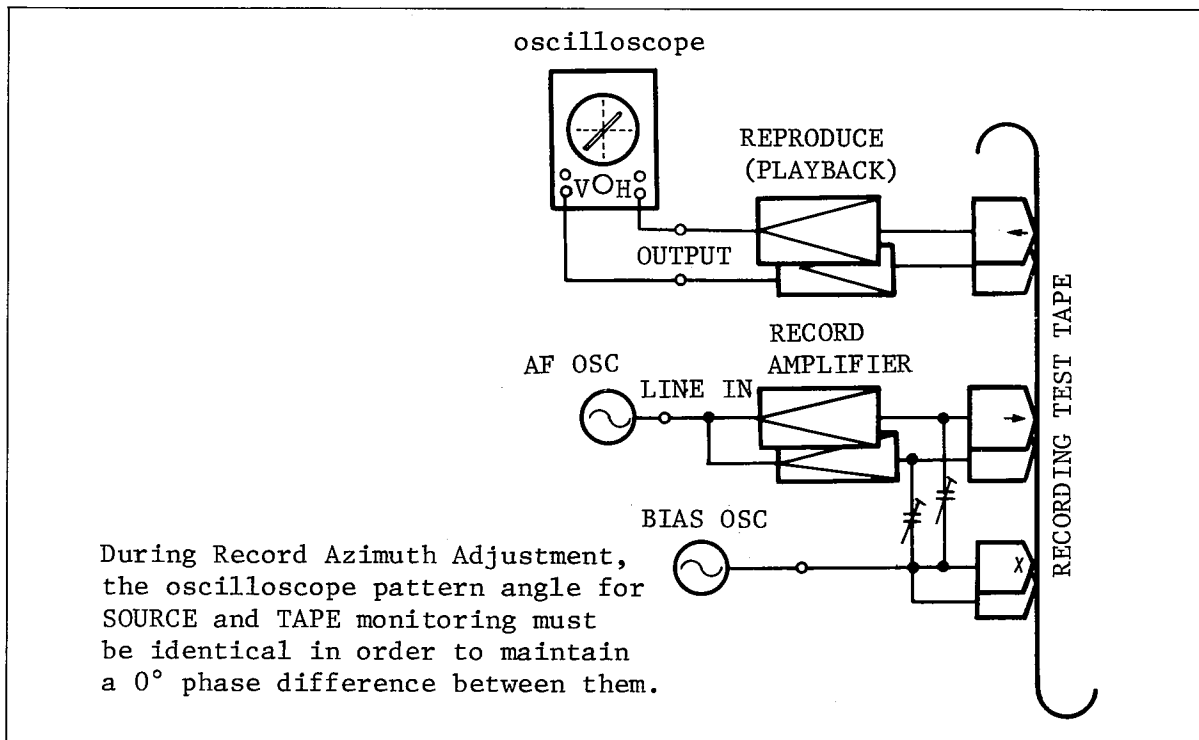 oscilloscope
V H
REPRODUCE
(PLAYBACK)
OUTPUT
RECORD
AMPLIFIER
AF OSC
LINE IN
BIAS OSC
X
RECORDING TEST TAPE
During Record Azimuth Adjustment,
the oscilloscope pattern angle for
SOURCE and TAPE monitoring must
be identical in order to maintain
a 0° phase difference between them.